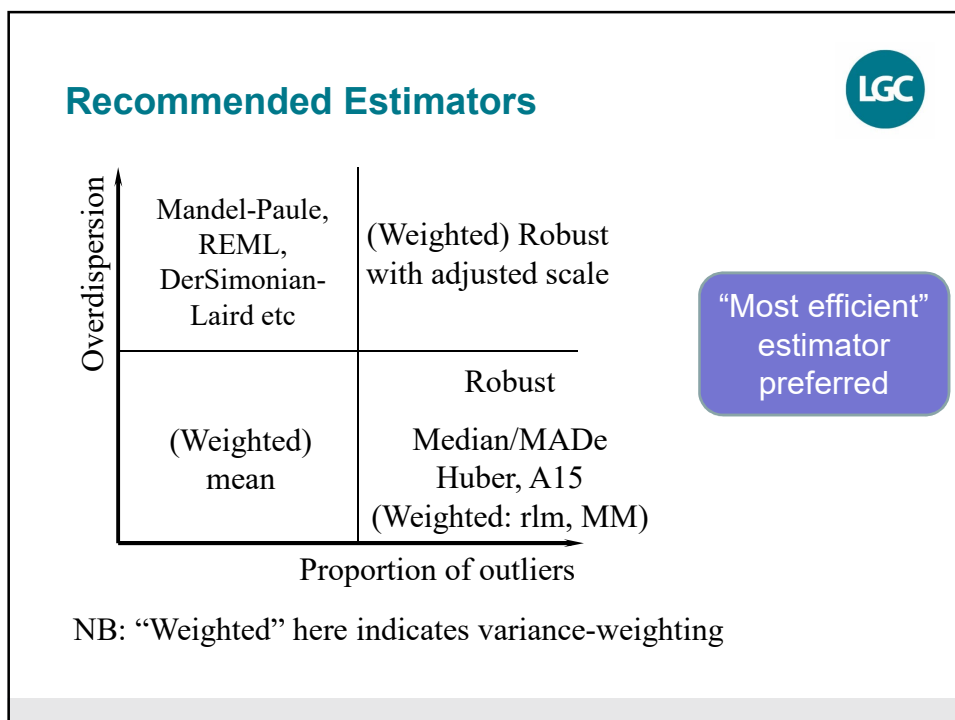 Recommended Estimators
LGC
Overdispersion
Mandel-Paule,
REML,
DerSimonian-
Laird etc
(Weighted) Robust
with adjusted scale
“Most efficient”
estimator
preferred
(Weighted)
mean
Robust
Median/MADe
Huber, A15
(Weighted: rlm, MM)
Proportion of outliers
NB: “Weighted” here indicates variance-weighting